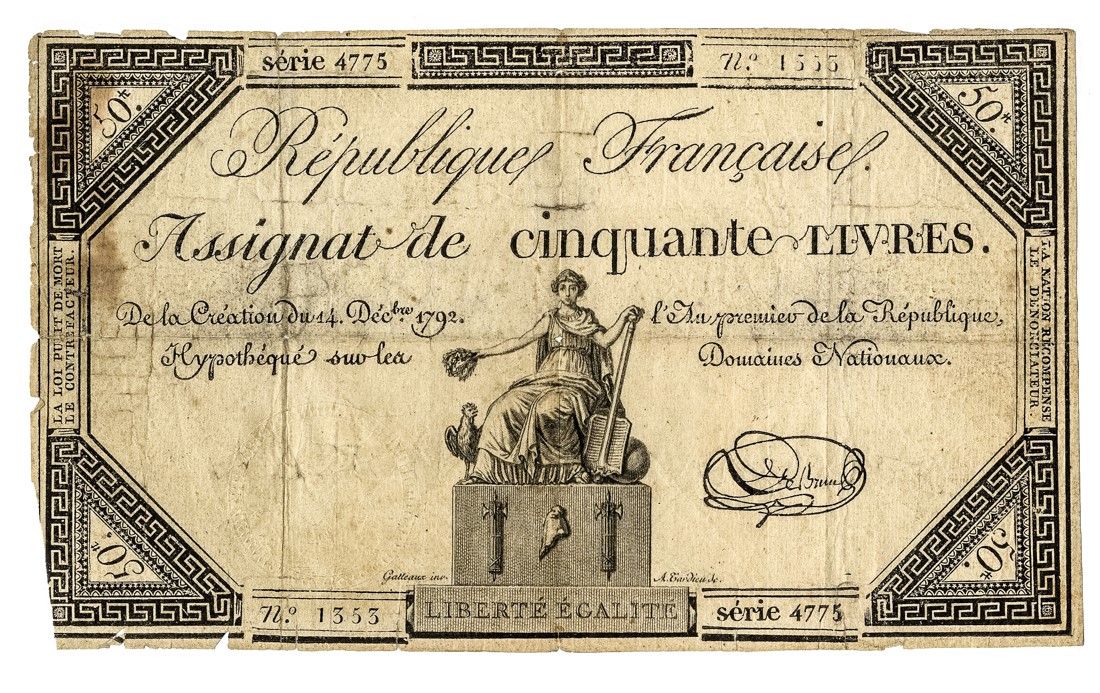 série 4775
N.o 1353
50#
50#
République Française.
Assignat de cinquante LIVRES.
De la Création du 14. Décbre 1792.
l'An premier de la République,
Hypothéqué sur les
Domaines Nationaux.
LA LOI PUNIT DE MORT
LE CONTREFACTEUR.
LA NATION RÉCOMPENSE
LE DÉNONCIATEUR.
50#
50#
Gatteaux inv.
A. Tardieu sc.
N.o 1353
LIBERTÉ ÉGALITÉ
série 4775